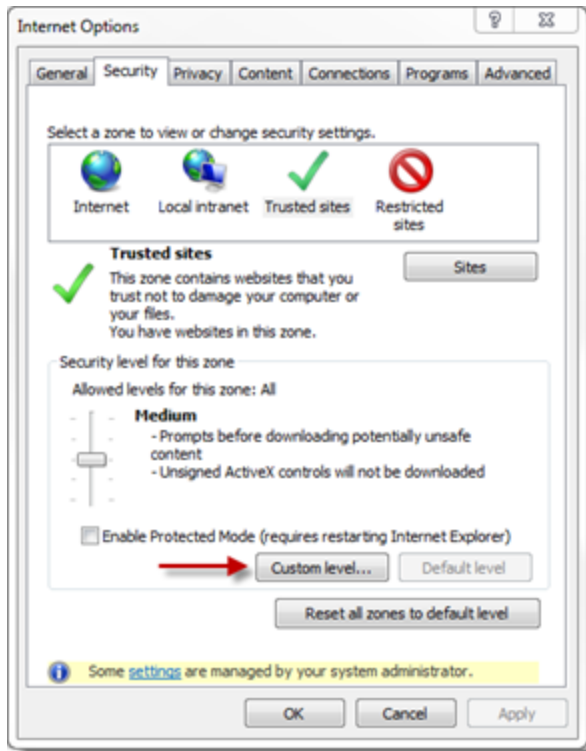 Internet Options
General Security Privacy Content Connections Programs Advanced
Select a zone to view or change security settings.
Internet
Local intranet
Trusted sites
Restricted
sites
Trusted sites
This zone contains websites that you
trust not to damage your computer or
your files.
You have websites in this zone.
Sites
Security level for this zone
Allowed levels for this zone: All
Medium
- Prompts before downloading potentially unsafe
content
- Unsigned ActiveX controls will not be downloaded
Enable Protected Mode (requires restarting Internet Explorer)
Custom level... Default level
Reset all zones to default level
Some settings are managed by your system administrator.
OK Cancel Apply